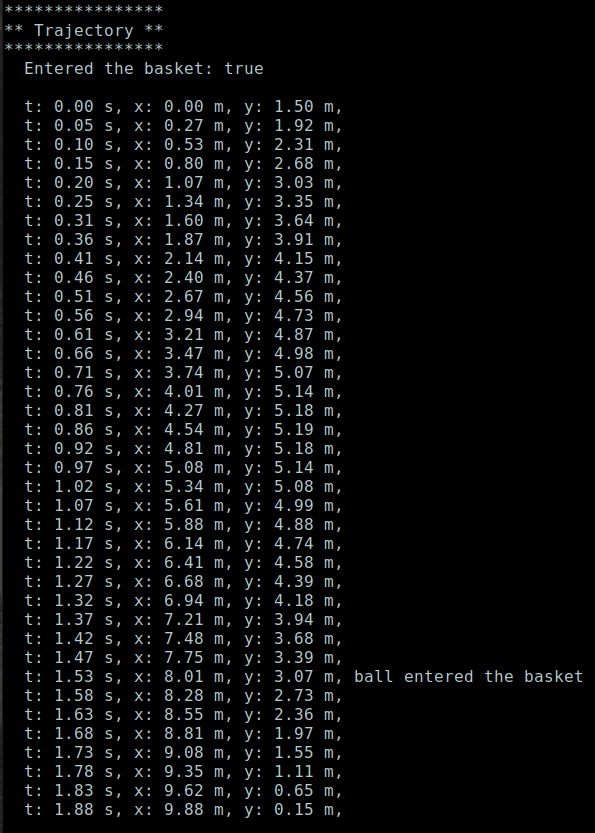 ****************
** Trajectory **
****************
Entered the basket: true
t: 0.00 s, x: 0.00 m, y: 1.50 m,
t: 0.05 s, x: 0.27 m, y: 1.92 m,
t: 0.10 s, x: 0.53 m, y: 2.31 m,
t: 0.15 s, x: 0.80 m, y: 2.68 m,
t: 0.20 s, x: 1.07 m, y: 3.03 m,
t: 0.25 s, x: 1.34 m, y: 3.35 m,
t: 0.31 s, x: 1.60 m, y: 3.64 m,
t: 0.36 s, x: 1.87 m, y: 3.91 m,
t: 0.41 s, x: 2.14 m, y: 4.15 m,
t: 0.46 s, x: 2.40 m, y: 4.37 m,
t: 0.51 s, x: 2.67 m, y: 4.56 m,
t: 0.56 s, x: 2.94 m, y: 4.73 m,
t: 0.61 s, x: 3.21 m, y: 4.87 m,
t: 0.66 s, x: 3.47 m, y: 4.98 m,
t: 0.71 s, x: 3.74 m, y: 5.07 m,
t: 0.76 s, x: 4.01 m, y: 5.14 m,
t: 0.81 s, x: 4.27 m, y: 5.18 m,
t: 0.86 s, x: 4.54 m, y: 5.19 m,
t: 0.92 s, x: 4.81 m, y: 5.18 m,
t: 0.97 s, x: 5.08 m, y: 5.14 m,
t: 1.02 s, x: 5.34 m, y: 5.08 m,
t: 1.07 s, x: 5.61 m, y: 4.99 m,
t: 1.12 s, x: 5.88 m, y: 4.88 m,
t: 1.17 s, x: 6.14 m, y: 4.74 m,
t: 1.22 s, x: 6.41 m, y: 4.58 m,
t: 1.27 s, x: 6.68 m, y: 4.39 m,
t: 1.32 s, x: 6.94 m, y: 4.18 m,
t: 1.37 s, x: 7.21 m, y: 3.94 m,
t: 1.42 s, x: 7.48 m, y: 3.68 m,
t: 1.47 s, x: 7.75 m, y: 3.39 m,
t: 1.53 s, x: 8.01 m, y: 3.07 m, ball entered the basket
t: 1.58 s, x: 8.28 m, y: 2.73 m,
t: 1.63 s, x: 8.55 m, y: 2.36 m,
t: 1.68 s, x: 8.81 m, y: 1.97 m,
t: 1.73 s, x: 9.08 m, y: 1.55 m,
t: 1.78 s, x: 9.35 m, y: 1.11 m,
t: 1.83 s, x: 9.62 m, y: 0.65 m,
t: 1.88 s, x: 9.88 m, y: 0.15 m,